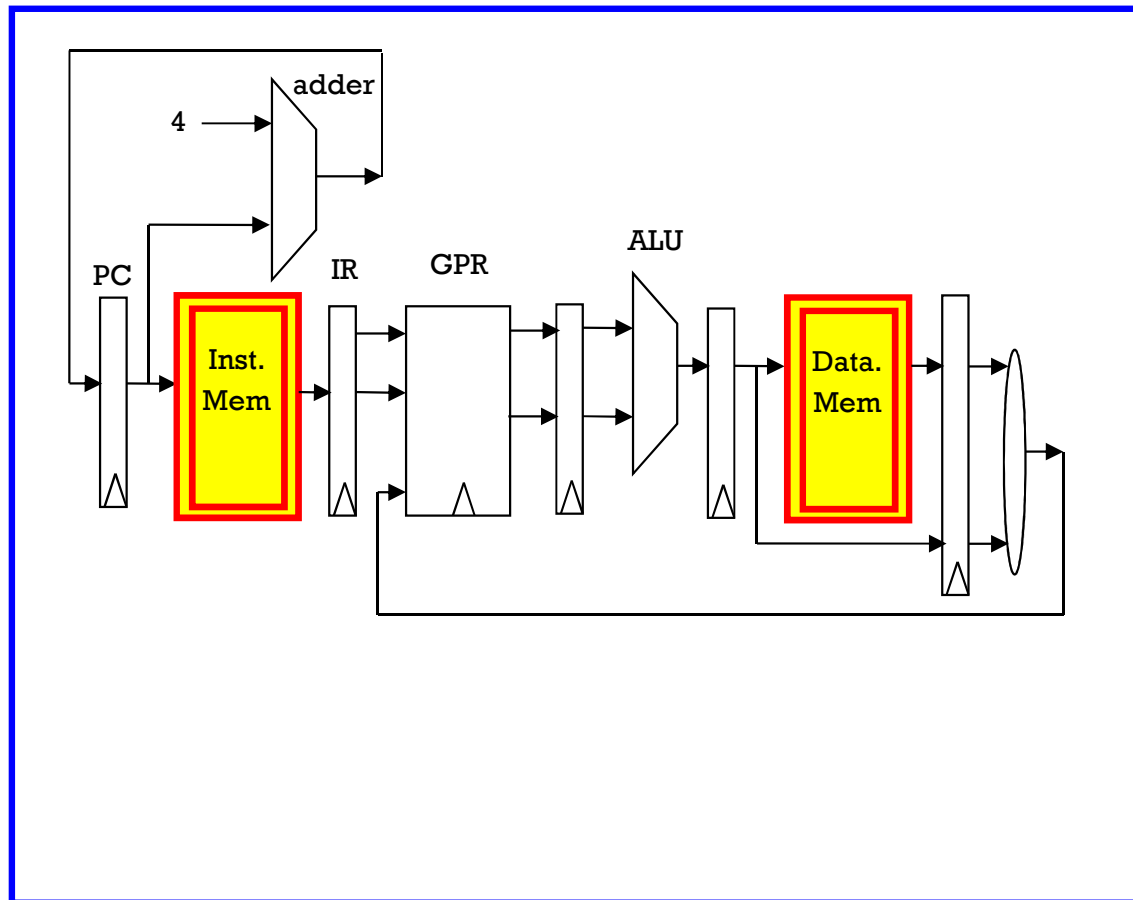 adder
4
PC
IR
GPR
ALU
Inst.
Mem
Data.
Mem